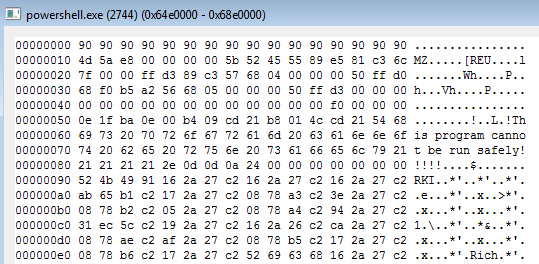 powershell.exe (2744) (0x64e0000 - 0x68e0000)
00000000 90 90 90 90 90 90 90 90 90 90 90 90 90 90 90 90 ................
00000010 4d 5a e8 00 00 00 00 5b 52 45 55 89 e5 81 c3 6c MZ.....[REU....l
00000020 7f 00 00 ff d3 89 c3 57 68 04 00 00 00 50 ff d0 .......Wh....P..
00000030 68 f0 b5 a2 56 68 05 00 00 00 50 ff d3 00 00 00 h...Vh....P.....
00000040 00 00 00 00 00 00 00 00 00 00 00 00 f0 00 00 00 ................
00000050 0e 1f ba 0e 00 b4 09 cd 21 b8 01 4c cd 21 54 68 ........!..L.!Th
00000060 69 73 20 70 72 6f 67 72 61 6d 20 63 61 6e 6e 6f is program canno
00000070 74 20 62 65 20 72 75 6e 20 73 61 66 65 6c 79 21 t be run safely!
00000080 21 21 21 21 2e 0d 0d 0a 24 00 00 00 00 00 00 00 !!!!....$.......
00000090 52 4b 49 91 16 2a 27 c2 16 2a 27 c2 16 2a 27 c2 RKI..*'..*'..*'.
000000a0 ab 65 b1 c2 17 2a 27 c2 08 78 a3 c2 3e 2a 27 c2 .e...*'..x..>*'.
000000b0 08 78 b2 c2 05 2a 27 c2 08 78 a4 c2 94 2a 27 c2 .x...*'..x...*'.
000000c0 31 ec 5c c2 19 2a 27 c2 16 2a 26 c2 ca 2a 27 c2 1.\..*'..*&..*'.
000000d0 08 78 ae c2 af 2a 27 c2 08 78 b5 c2 17 2a 27 c2 .x...*'..x...*'.
000000e0 08 78 b6 c2 17 2a 27 c2 52 69 63 68 16 2a 27 c2 .x...*'.Rich.*'.